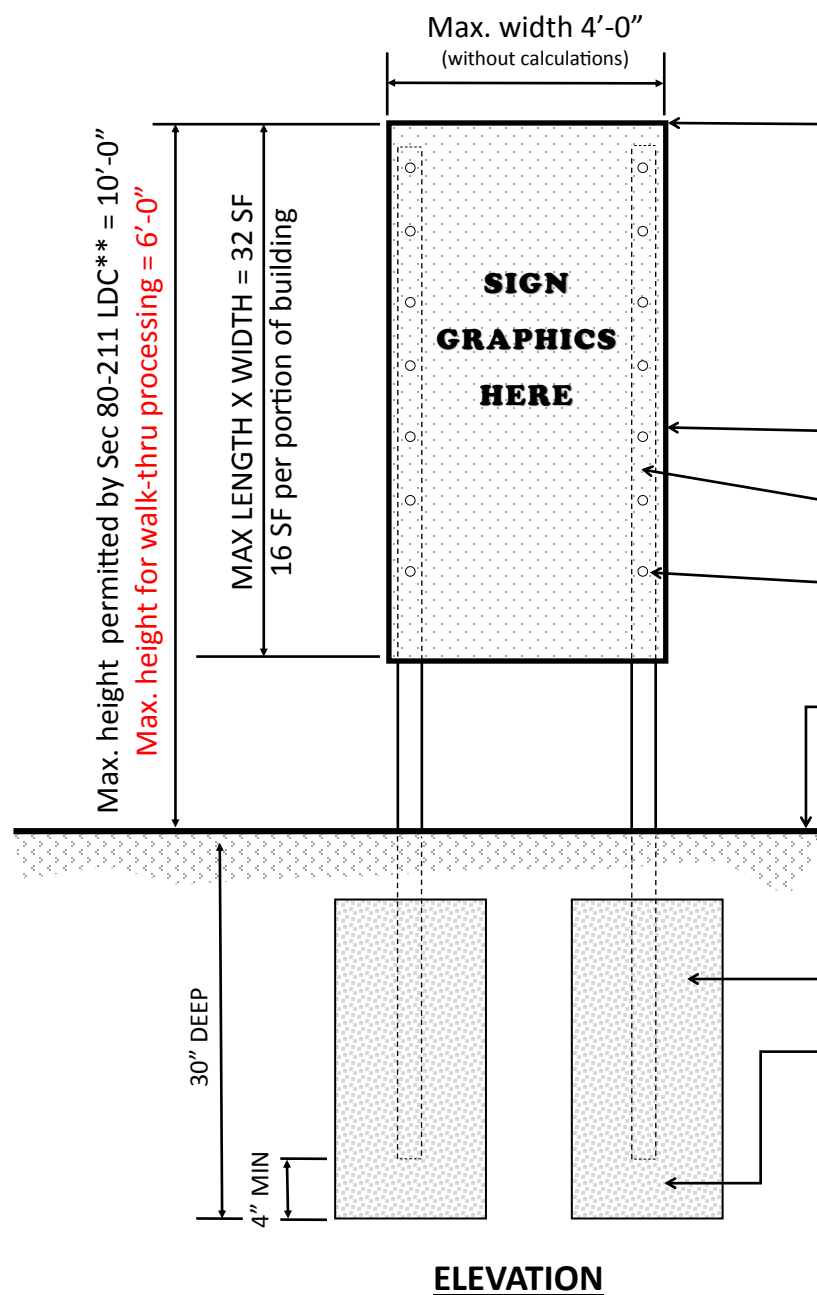 Max. width 4’-0”
(without calculations)
Max. height permitted by Sec 80-211 LDC** = 10’-0”
Max. height for walk-thru processing = 6’-0”
MAX LENGTH X WIDTH = 32 SF
16 SF per portion of building
SIGN
GRAPHICS
HERE
30” DEEP
4” MIN
ELEVATION